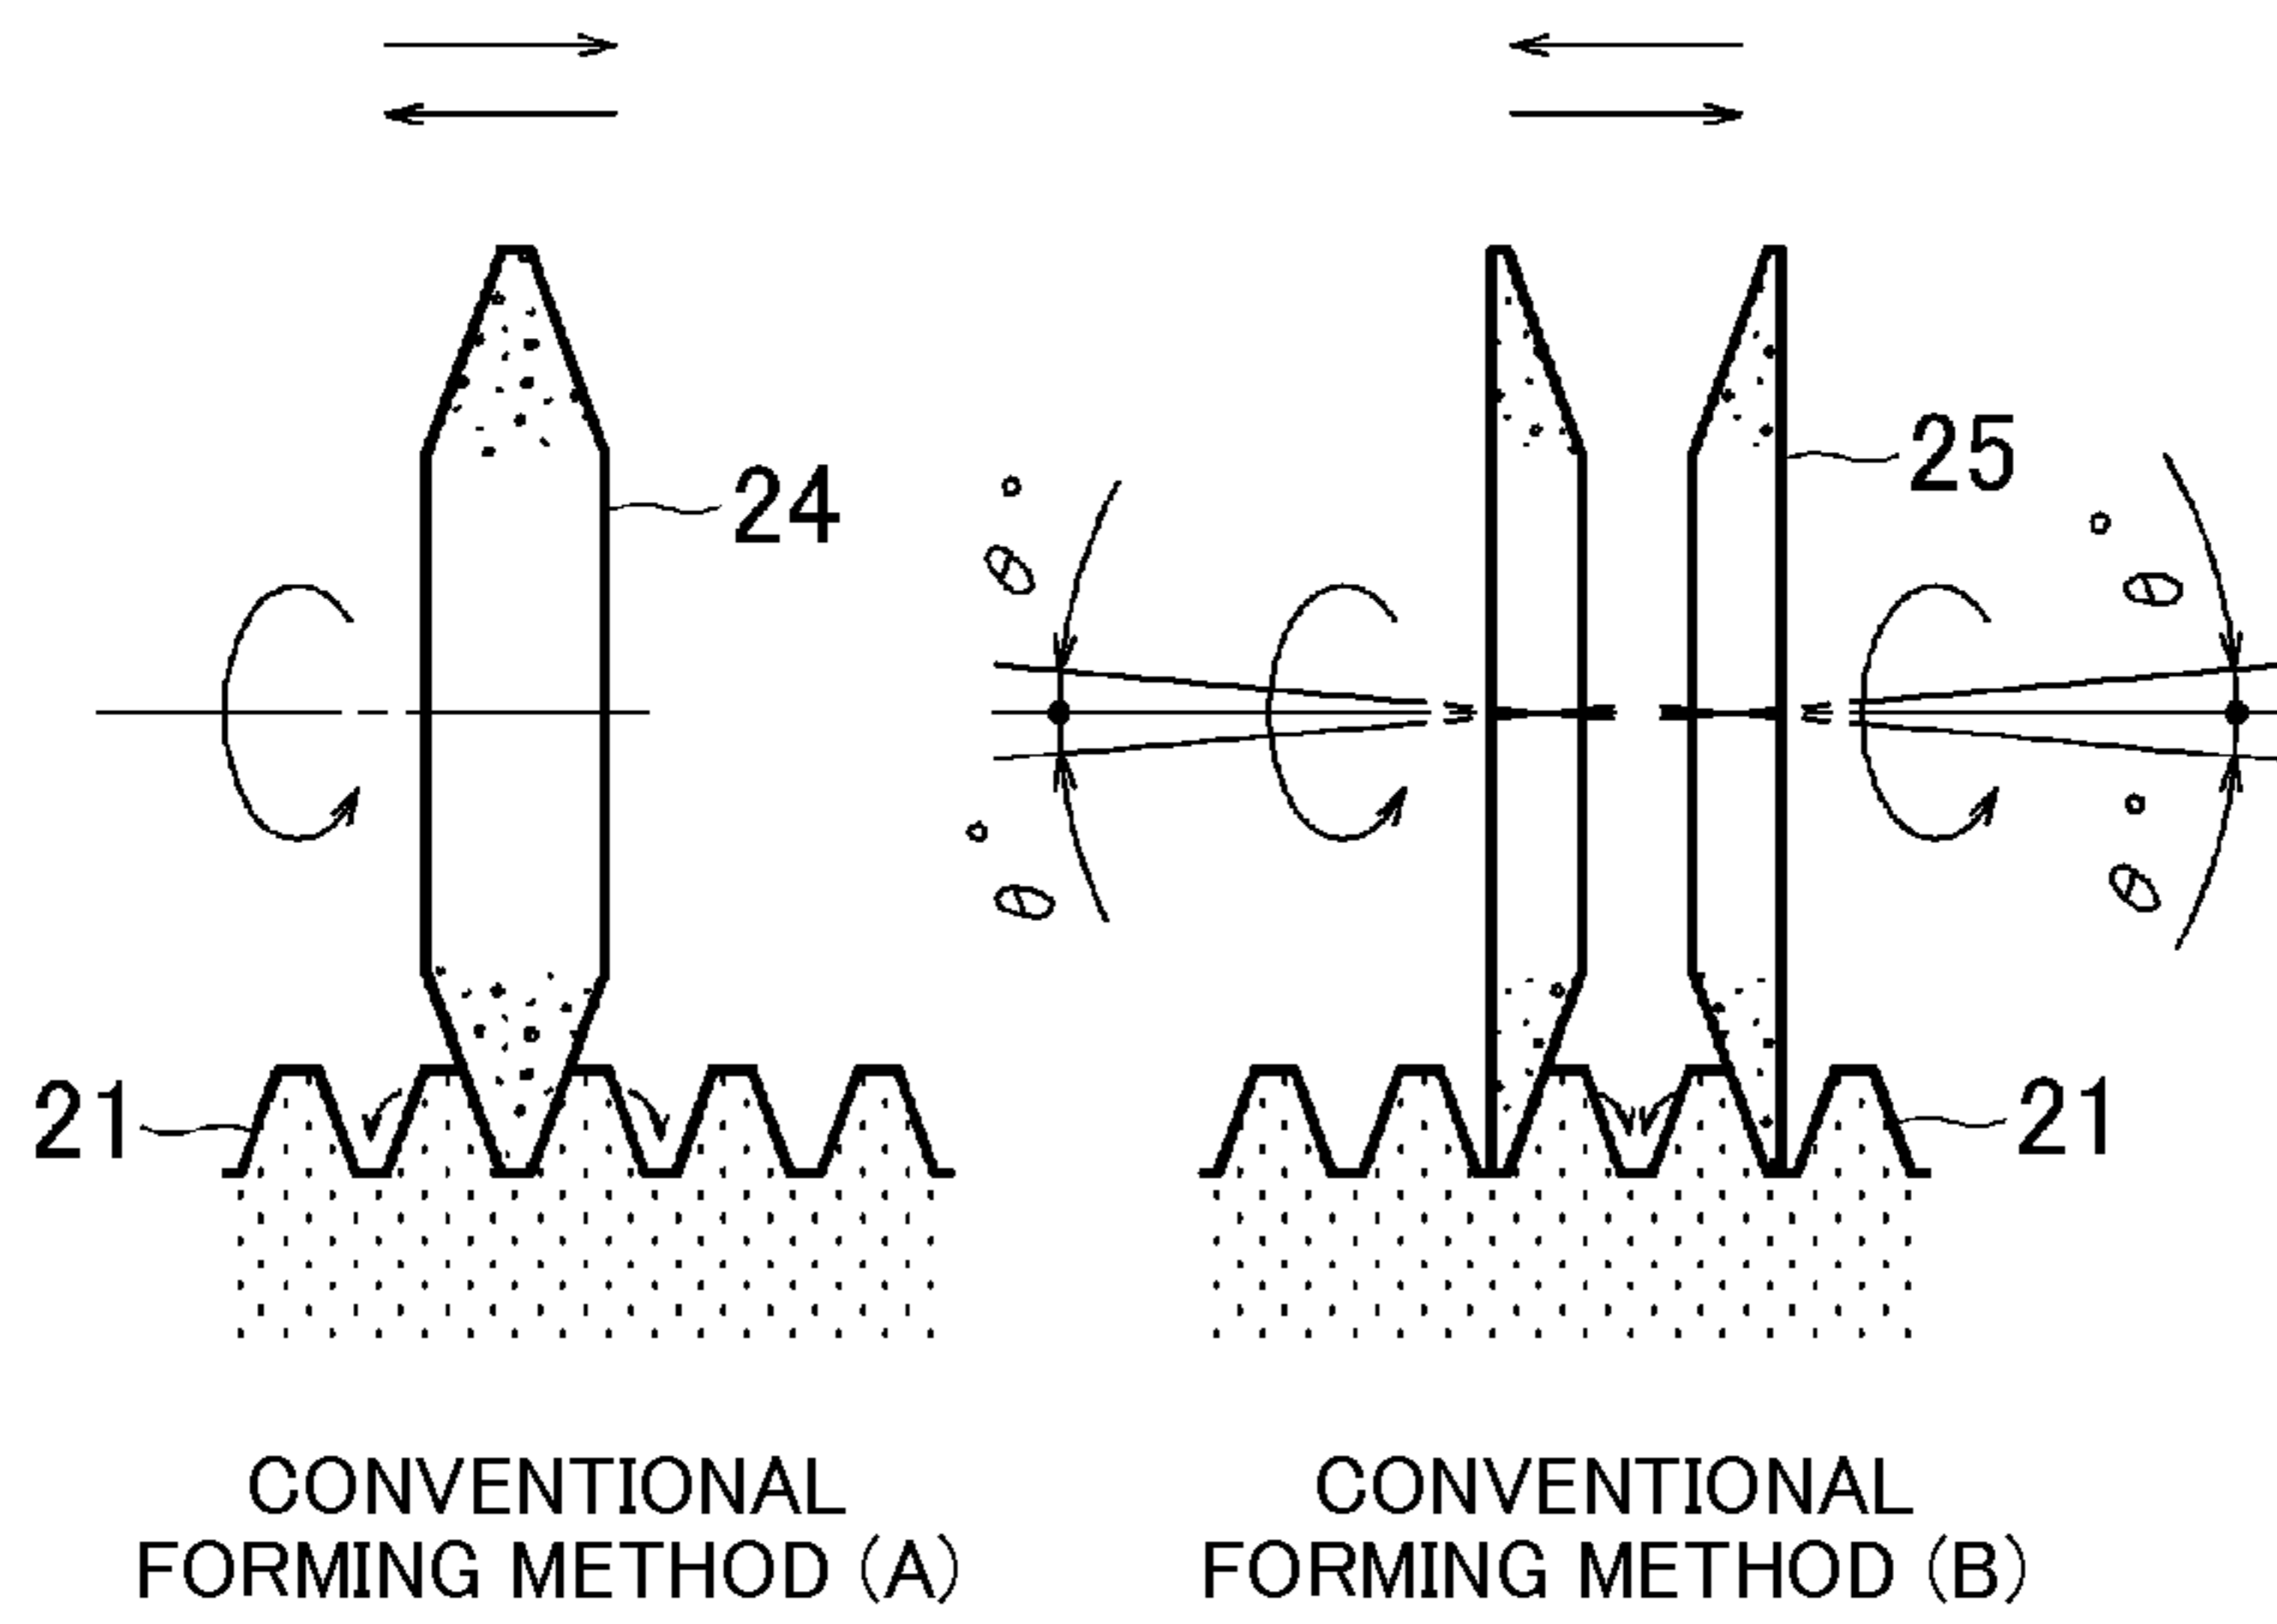 25
24
θ°
θ°
θ°
θ°
21
21
CONVENTIONAL
FORMING METHOD (A)
CONVENTIONAL
FORMING METHOD (B)